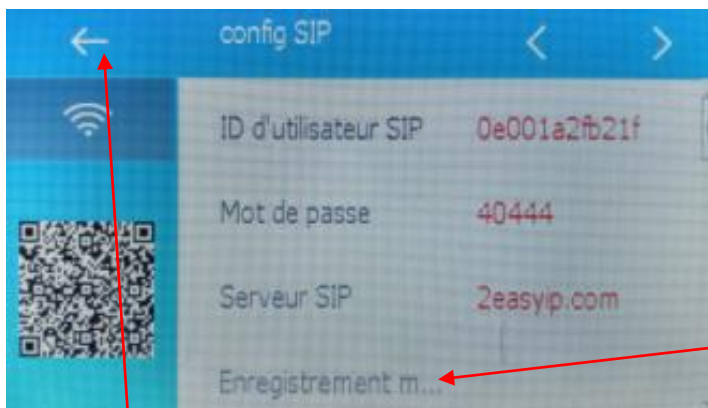 config SIP
ID d'utilisateur SIP 0e001a2fb21f
Mot de passe 40444
Serveur SIP 2easyip.com
Enregistrement m...